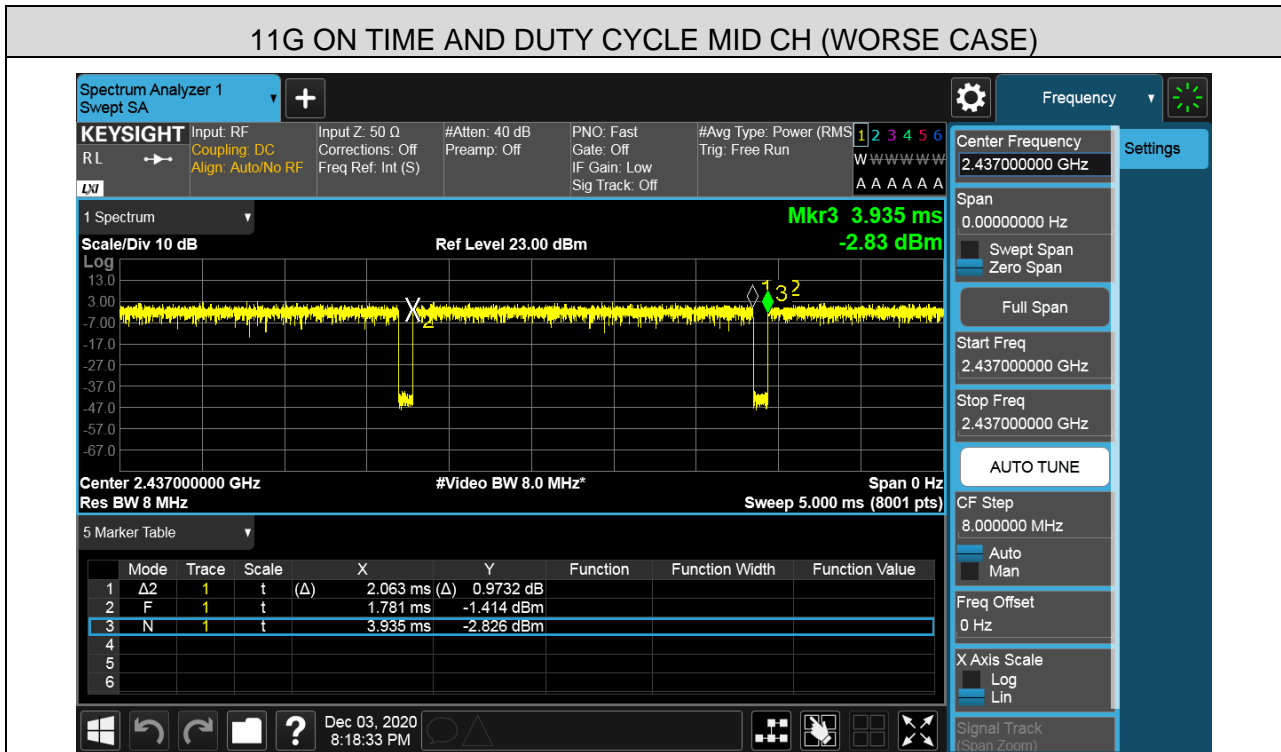 11G ON TIME AND DUTY CYCLE MID CH (WORSE CASE)
Spectrum Analyzer 1
Swept SA
+
Frequency
KEYSIGHT
RL
LXI
Input: RF
Coupling: DC
Align: Auto/No RF
Input Z: 50 Ω
Corrections: Off
Freq Ref: Int (S)
#Atten: 40 dB
Preamp: Off
PNO: Fast
Gate: Off
IF Gain: Low
Sig Track: Off
#Avg Type: Power (RMS
Trig: Free Run
1 2 3 4 5 6
W W W W W W
A A A A A A
1 Spectrum
Mkr3 3.935 ms
Scale/Div 10 dB
Ref Level 23.00 dBm
-2.83 dBm
Log
13.0
3.00
-7.00
-17.0
-27.0
-37.0
-47.0
-57.0
-67.0
X
2
1
3
2
Center 2.437000000 GHz
#Video BW 8.0 MHz*
Span 0 Hz
Res BW 8 MHz
Sweep 5.000 ms (8001 pts)
5 Marker Table
Mode Trace Scale X Y Function Function Width Function Value
1 Δ2 1 t (Δ) 2.063 ms (Δ) 0.9732 dB
2 F 1 t 1.781 ms -1.414 dBm
3 N 1 t 3.935 ms -2.826 dBm
4
5
6
?
Dec 03, 2020
8:18:33 PM
Center Frequency
2.437000000 GHz
Settings
Span
0.00000000 Hz
Swept Span
Zero Span
Full Span
Start Freq
2.437000000 GHz
Stop Freq
2.437000000 GHz
AUTO TUNE
CF Step
8.000000 MHz
Auto
Man
Freq Offset
0 Hz
X Axis Scale
Log
Lin
Signal Track
(Span Zoom)